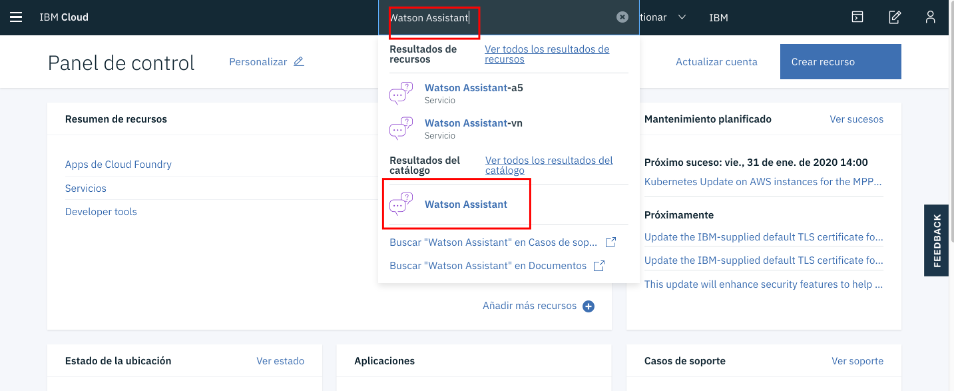 IBM Cloud
Watson Assistant
tionar
IBM
Panel de control
Personalizar
Actualizar cuenta
Crear recurso
Resultados de recursos
Ver todos los resultados de recursos
Watson Assistant-a5
Servicio
Watson Assistant-vn
Servicio
Resultados del catálogo
Ver todos los resultados del catálogo
Watson Assistant
Buscar "Watson Assistant" en Casos de sop...
Buscar "Watson Assistant" en Documentos
Resumen de recursos
Apps de Cloud Foundry
Servicios
Developer tools
Añadir más recursos
Mantenimiento planificado
Ver sucesos
Próximo suceso: vie., 31 de ene. de 2020 14:00
Kubernetes Update on AWS instances for the MPP...
Próximamente
Update the IBM-supplied default TLS certificate fo...
Update the IBM-supplied default TLS certificate fo...
This update will enhance security features to help ...
FEEDBACK
Estado de la ubicación
Ver estado
Aplicaciones
Casos de soporte
Ver soporte